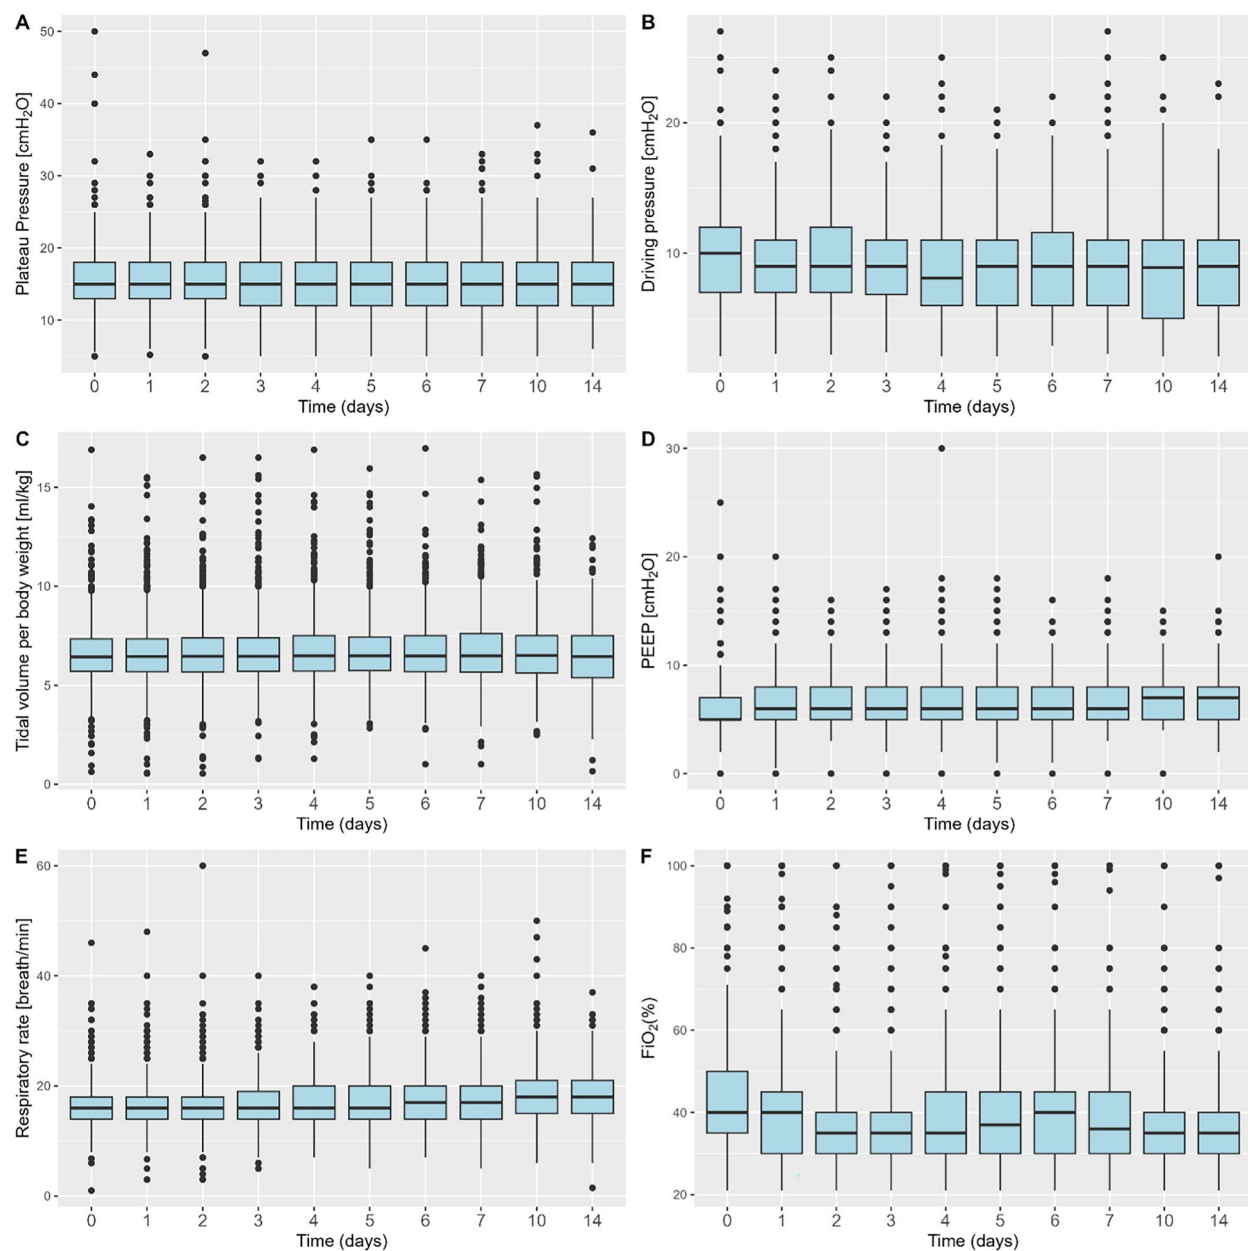 A
Plateau Pressure [cmH₂O]
50
40
30
20
10
0 1 2 3 4 5 6 7 10 14
Time (days)
B
Driving pressure [cmH₂O]
20
10
0 1 2 3 4 5 6 7 10 14
Time (days)
C
Tidal volume per body weight [ml/kg]
15
10
5
0
0 1 2 3 4 5 6 7 10 14
Time (days)
D
PEEP [cmH₂O]
30
20
10
0
0 1 2 3 4 5 6 7 10 14
Time (days)
E
Respiratory rate [breath/min]
60
40
20
0
0 1 2 3 4 5 6 7 10 14
Time (days)
F
FiO₂(%)
100
80
60
40
20
0 1 2 3 4 5 6 7 10 14
Time (days)